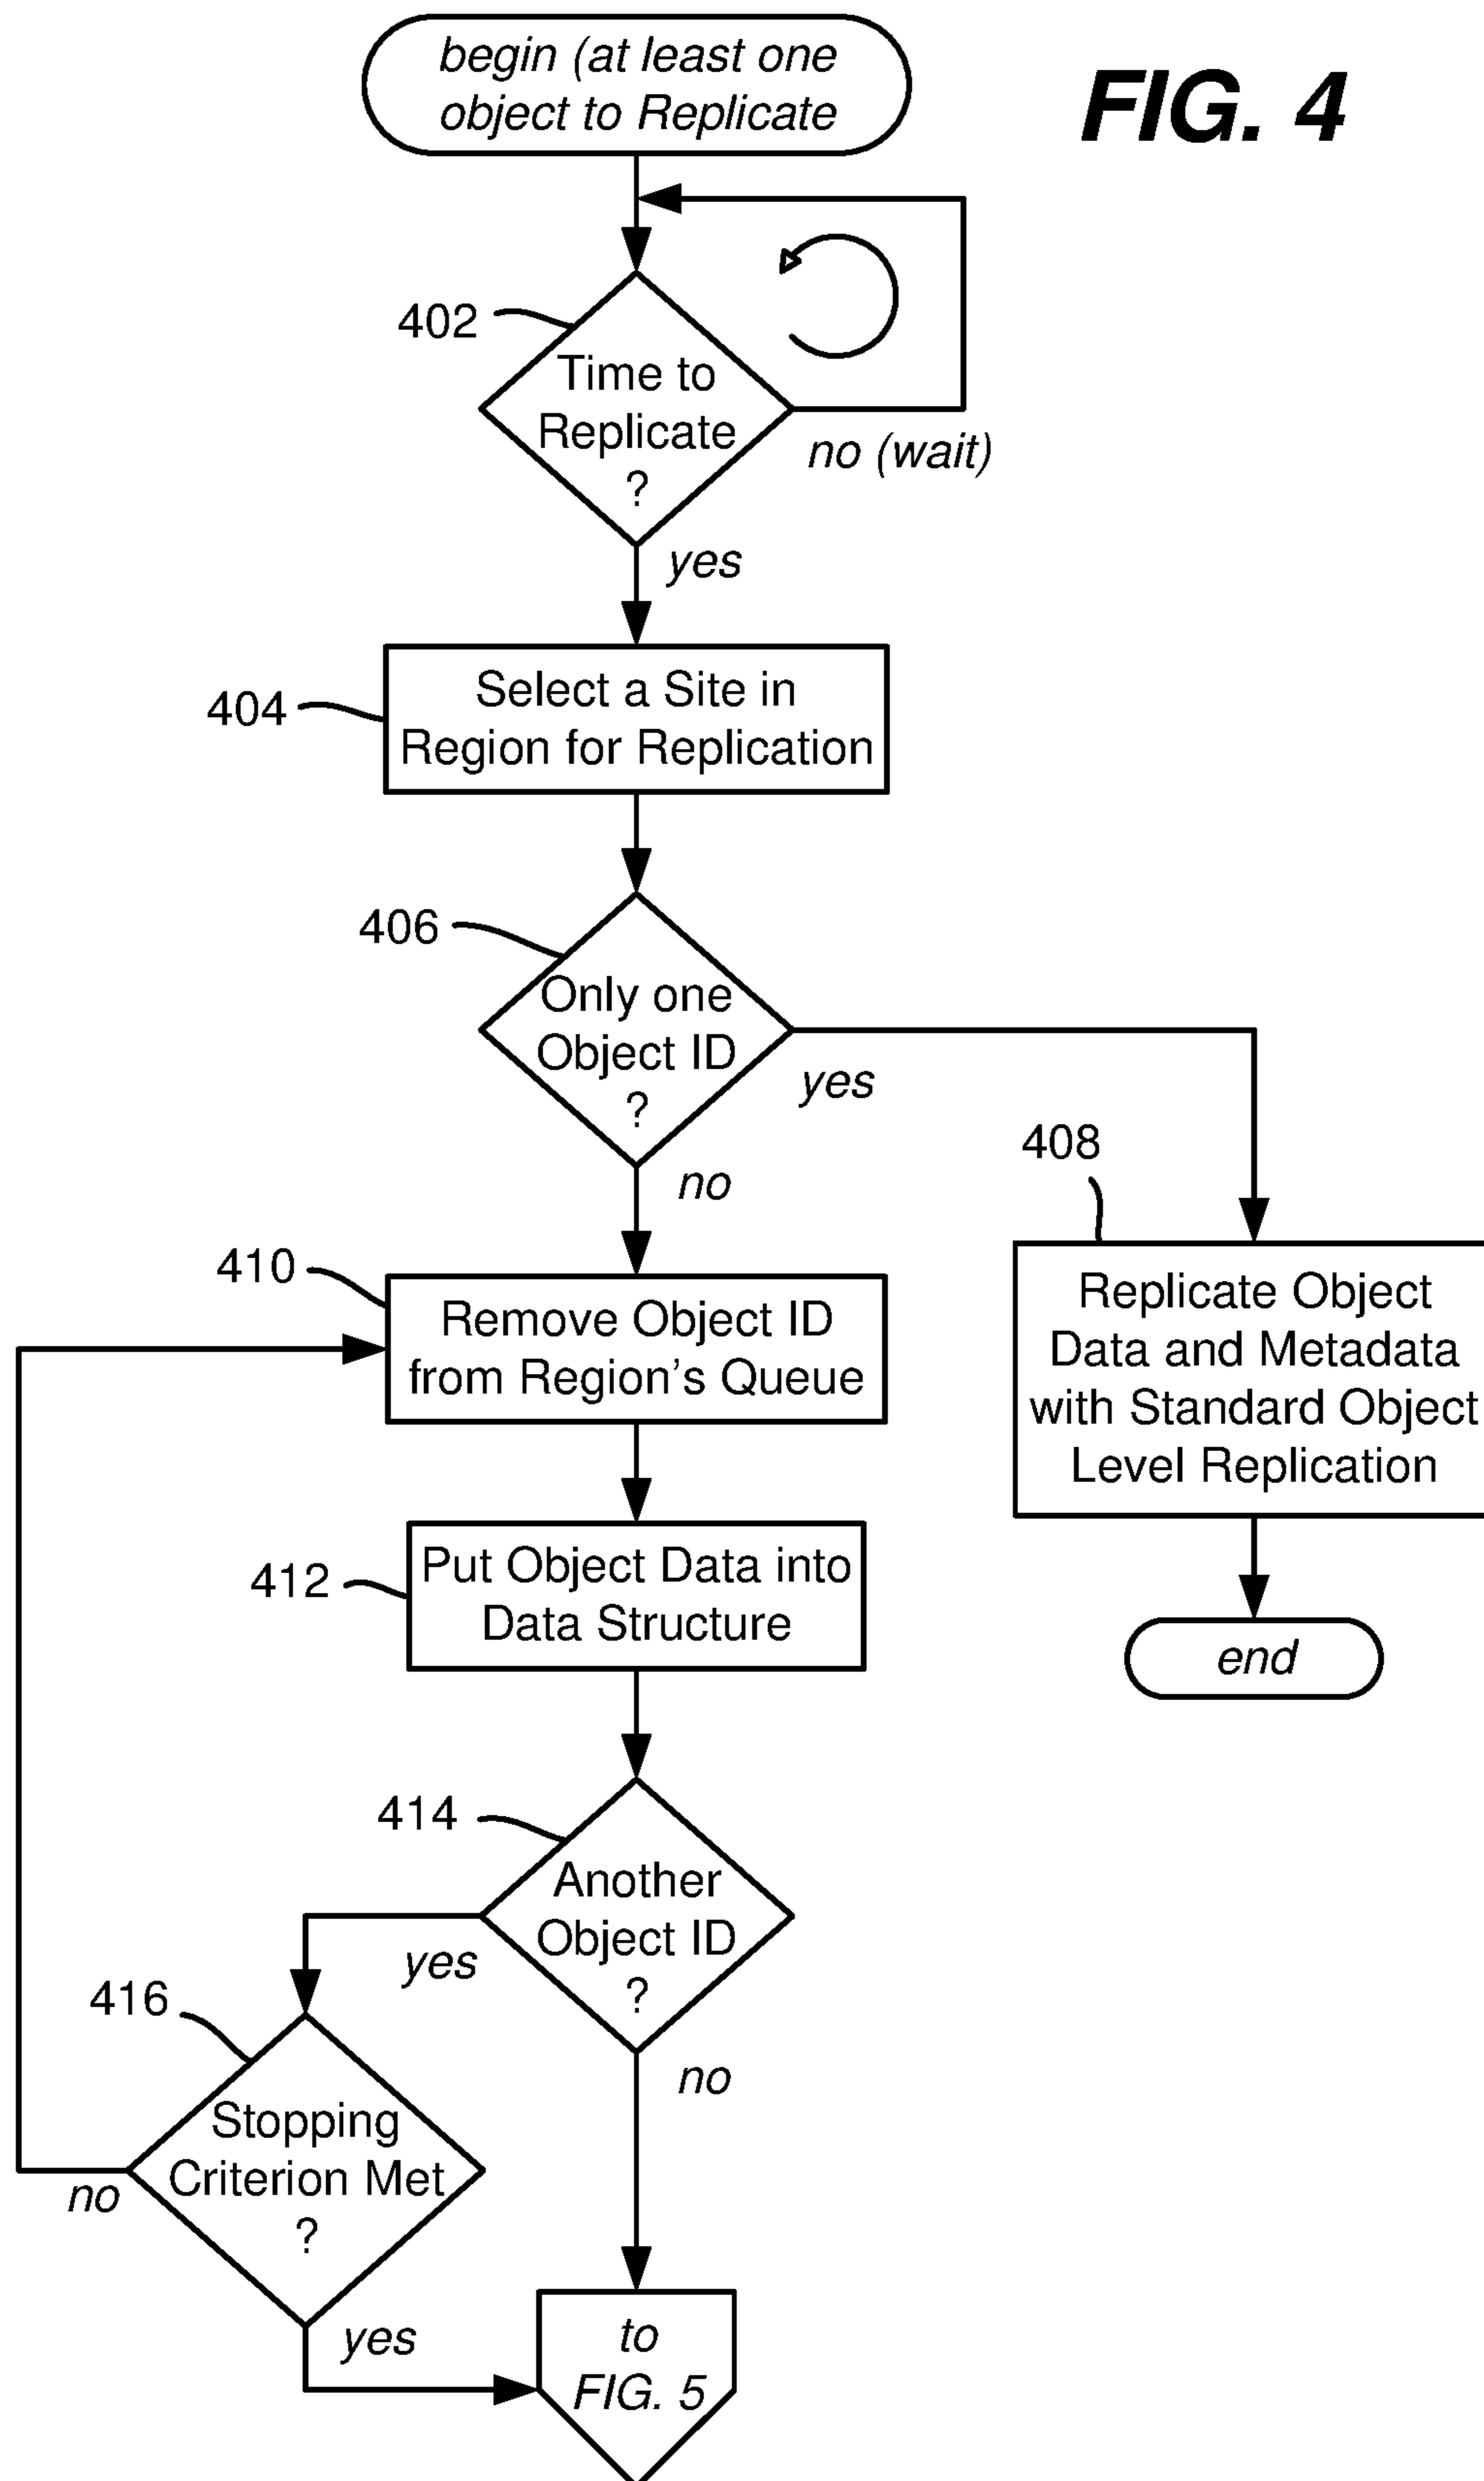 begin (at least one
object to Replicate
FIG. 4
402
Time to
Replicate
?
no (wait)
yes
404
Select a Site in
Region for Replication
406
Only one
Object ID
?
yes
no
408
Replicate Object
Data and Metadata
with Standard Object
Level Replication
end
410
Remove Object ID
from Region's Queue
412
Put Object Data into
Data Structure
414
Another
Object ID
?
yes
no
416
Stopping
Criterion Met
?
no
yes
to
FIG. 5